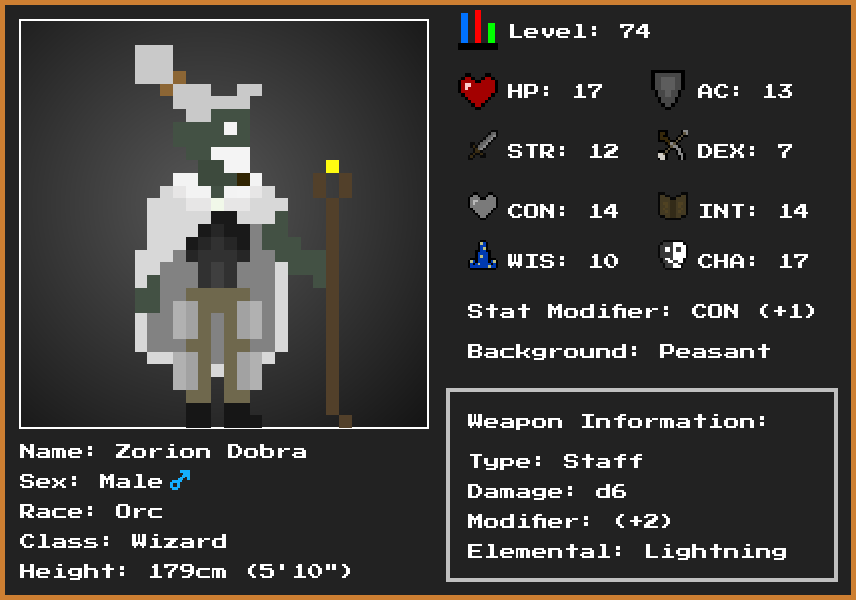 Level: 74
HP: 17 AC: 13
STR: 12 DEX: 7
CON: 14 INT: 14
WIS: 10 CHA: 17
Stat Modifier: CON (+1)
Background: Peasant
Weapon Information:
Type: Staff
Damage: d6
Modifier: (+2)
Elemental: Lightning
Name: Zorion Dobra
Sex: Male ♂
Race: Orc
Class: Wizard
Height: 179cm (5'10")